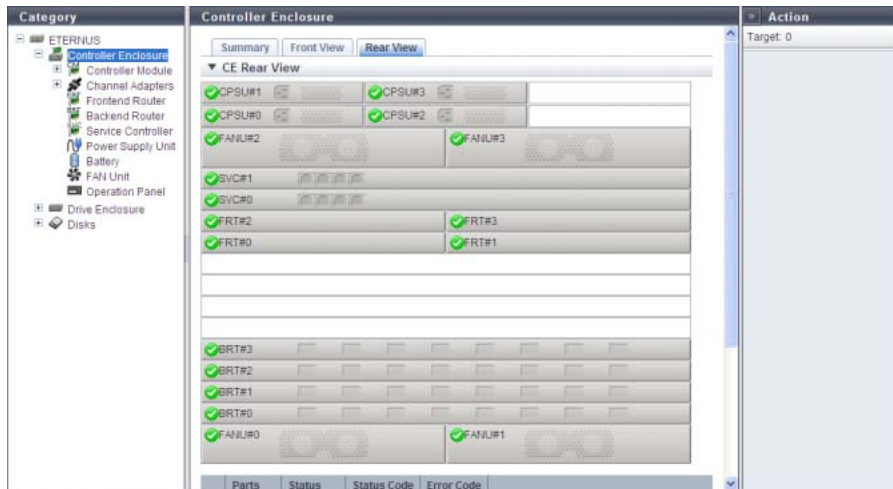 Category
ETERNUS
Controller Enclosure
Controller Module
Channel Adapters
Frontend Router
Backend Router
Service Controller
Power Supply Unit
Battery
FAN Unit
Operation Panel
Drive Enclosure
Disks
Controller Enclosure
Summary Front View Rear View
▼ CE Rear View
CPSU#1 CPSU#3
CPSU#0 CPSU#2
FANU#2 FANU#3
SVC#1
SVC#0
FRT#2 FRT#3
FRT#0 FRT#1
BRT#3
BRT#2
BRT#1
BRT#0
FANU#0 FANU#1
Parts Status Status Code Error Code
» Action
Target: 0